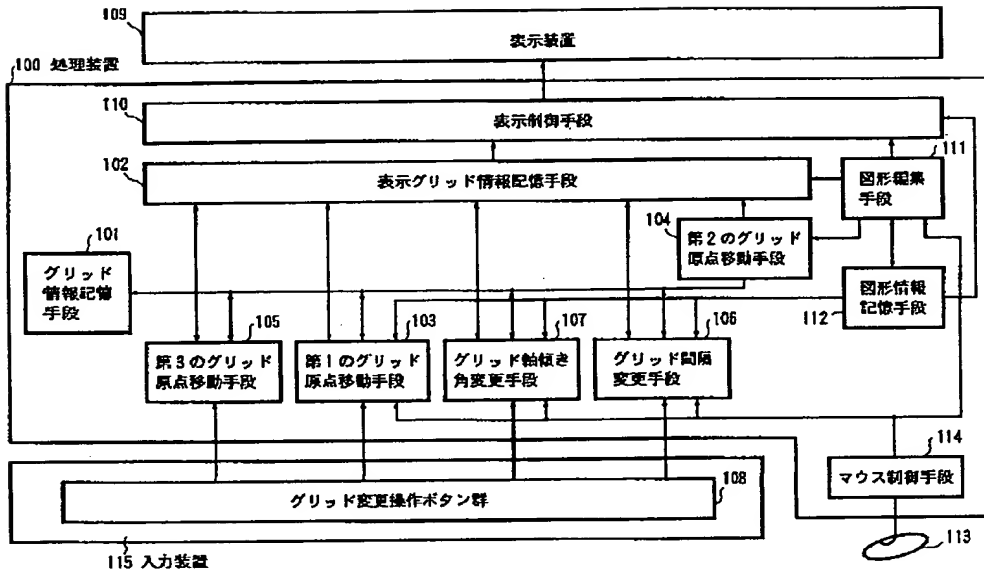 109
表示装置
100 処理装置
110
表示制御手段
102
表示グリッド情報記憶手段
111
図形編集
手段
104
第2のグリッド
原点移動手段
101
グリッド
情報記憶
手段
112
図形情報
記憶手段
105
第3のグリッド
原点移動手段
103
第1のグリッド
原点移動手段
107
グリッド軸傾き
角変更手段
106
グリッド間隔
変更手段
114
マウス制御手段
108
グリッド変更操作ボタン群
113
115 入力装置